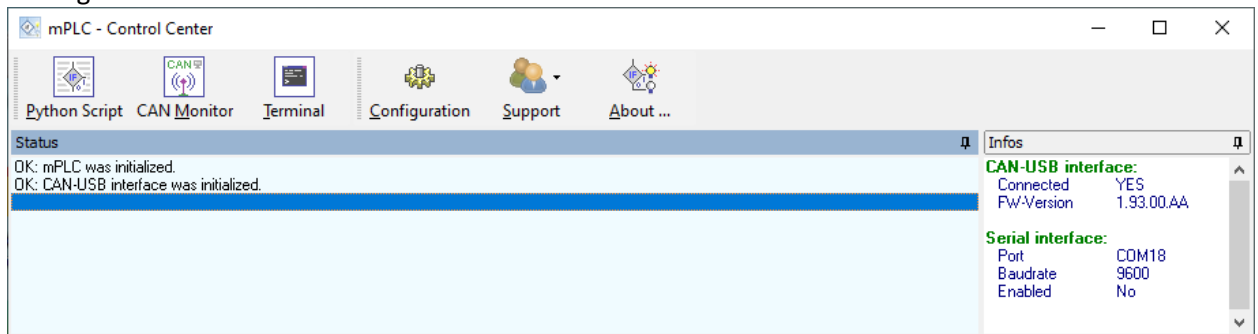 mPLC - Control Center
CAN
IF
IF
Python Script CAN Monitor Terminal Configuration Support About ...
Status
Infos
OK: mPLC was initialized.
OK: CAN-USB interface was initialized.
CAN-USB interface:
Connected YES
FW-Version 1.93.00.AA
Serial interface:
Port COM18
Baudrate 9600
Enabled No